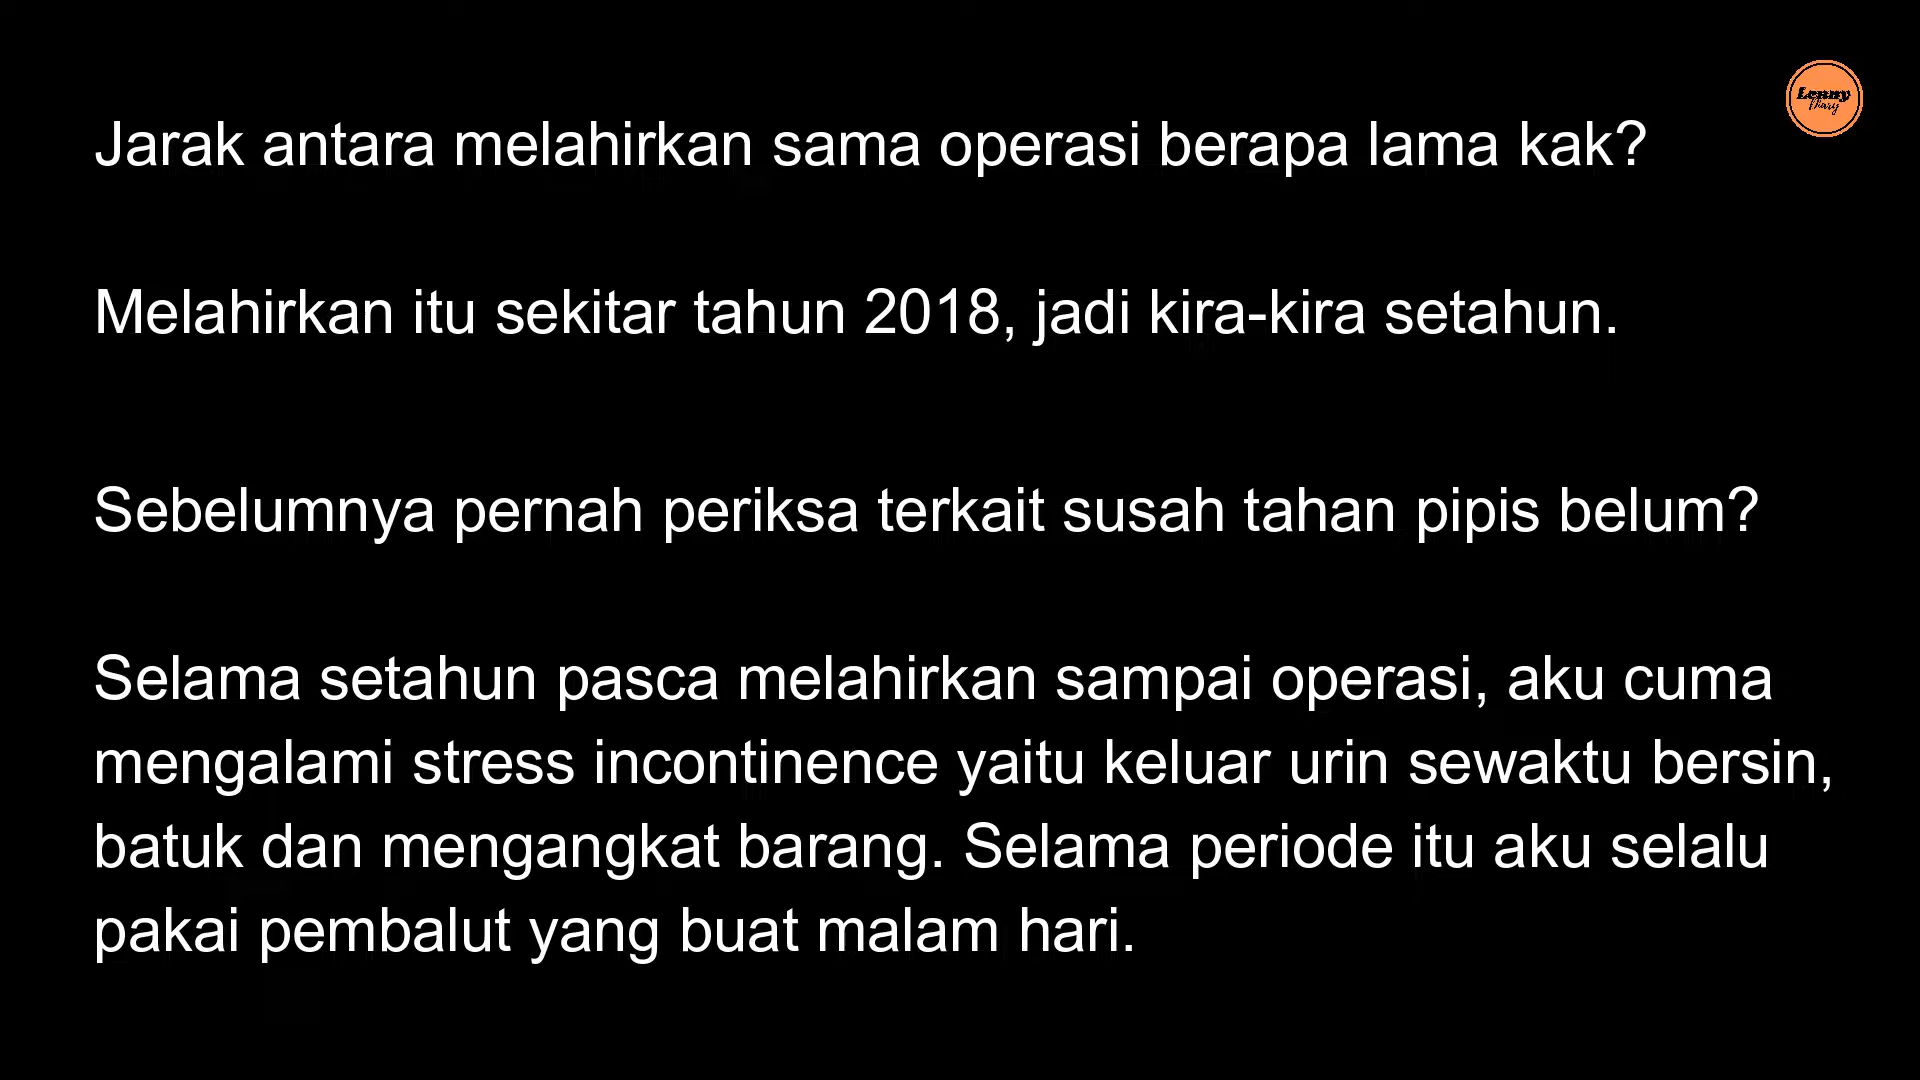 Lenny
Diary
Jarak antara melahirkan sama operasi berapa lama kak?
Melahirkan itu sekitar tahun 2018, jadi kira-kira setahun.
Sebelumnya pernah periksa terkait susah tahan pipis belum?
Selama setahun pasca melahirkan sampai operasi, aku cuma
mengalami stress incontinence yaitu keluar urin sewaktu bersin,
batuk dan mengangkat barang. Selama periode itu aku selalu
pakai pembalut yang buat malam hari.